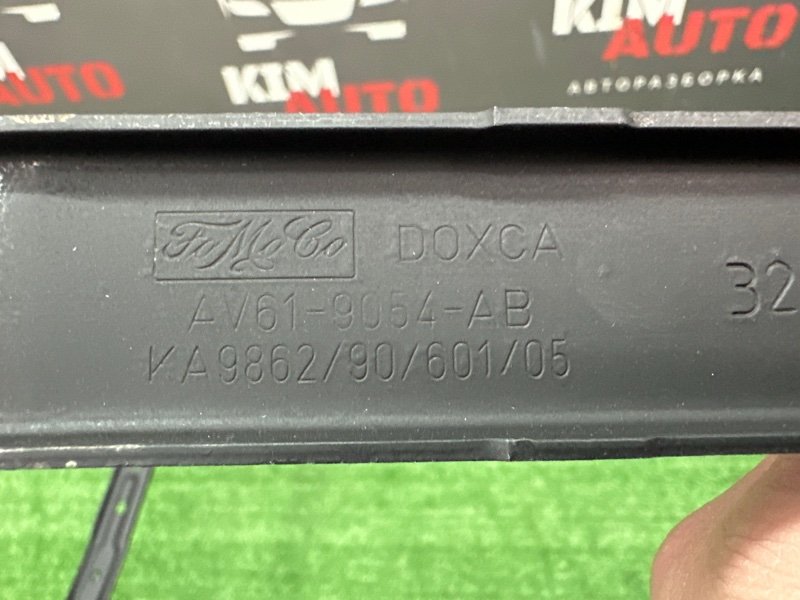 KIM
AUTO
АВТОРАЗБОРКА
KIM
AUTO
AUTO
FoMoCo DOXCA
AV61-9054-AB
KA9862/90/601/05
32